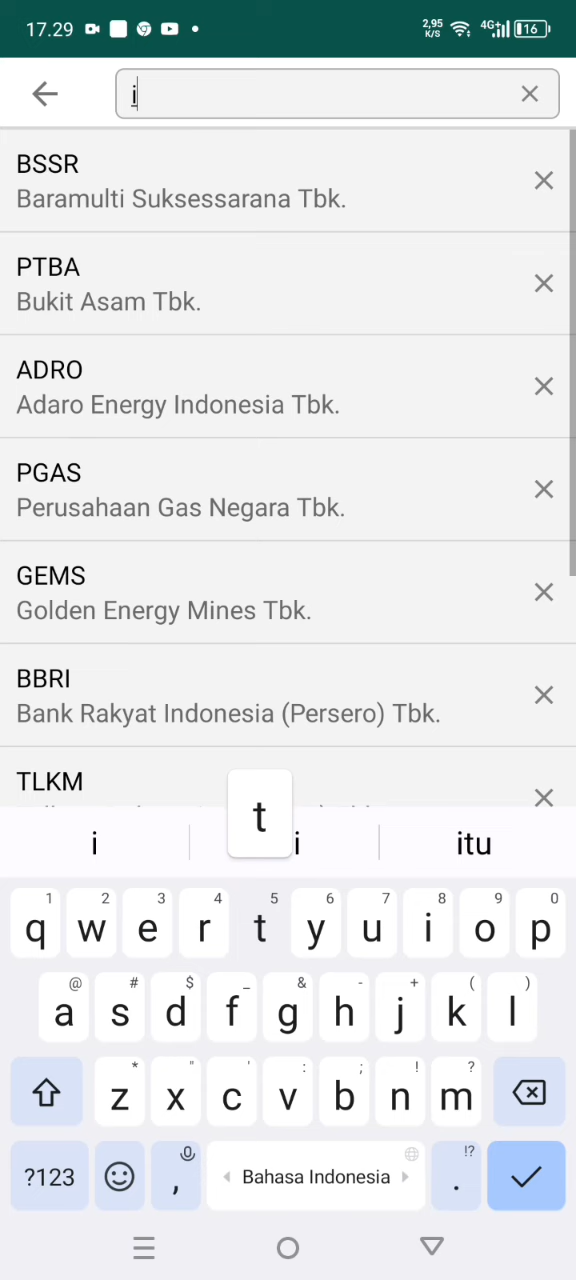 17.29
2,95 K/S 4G+ 16
i
BSSR
Baramulti Suksessarana Tbk.
PTBA
Bukit Asam Tbk.
ADRO
Adaro Energy Indonesia Tbk.
PGAS
Perusahaan Gas Negara Tbk.
GEMS
Golden Energy Mines Tbk.
BBRI
Bank Rakyat Indonesia (Persero) Tbk.
TLKM
t
i i itu
1 2 3 4 5 6 7 8 9 0
q w e r t y u i o p
@ # $ _ & - + ( )
a s d f g h j k l
* " ' : ; ! ?
z x c v b n m
!?
?123 , Bahasa Indonesia .